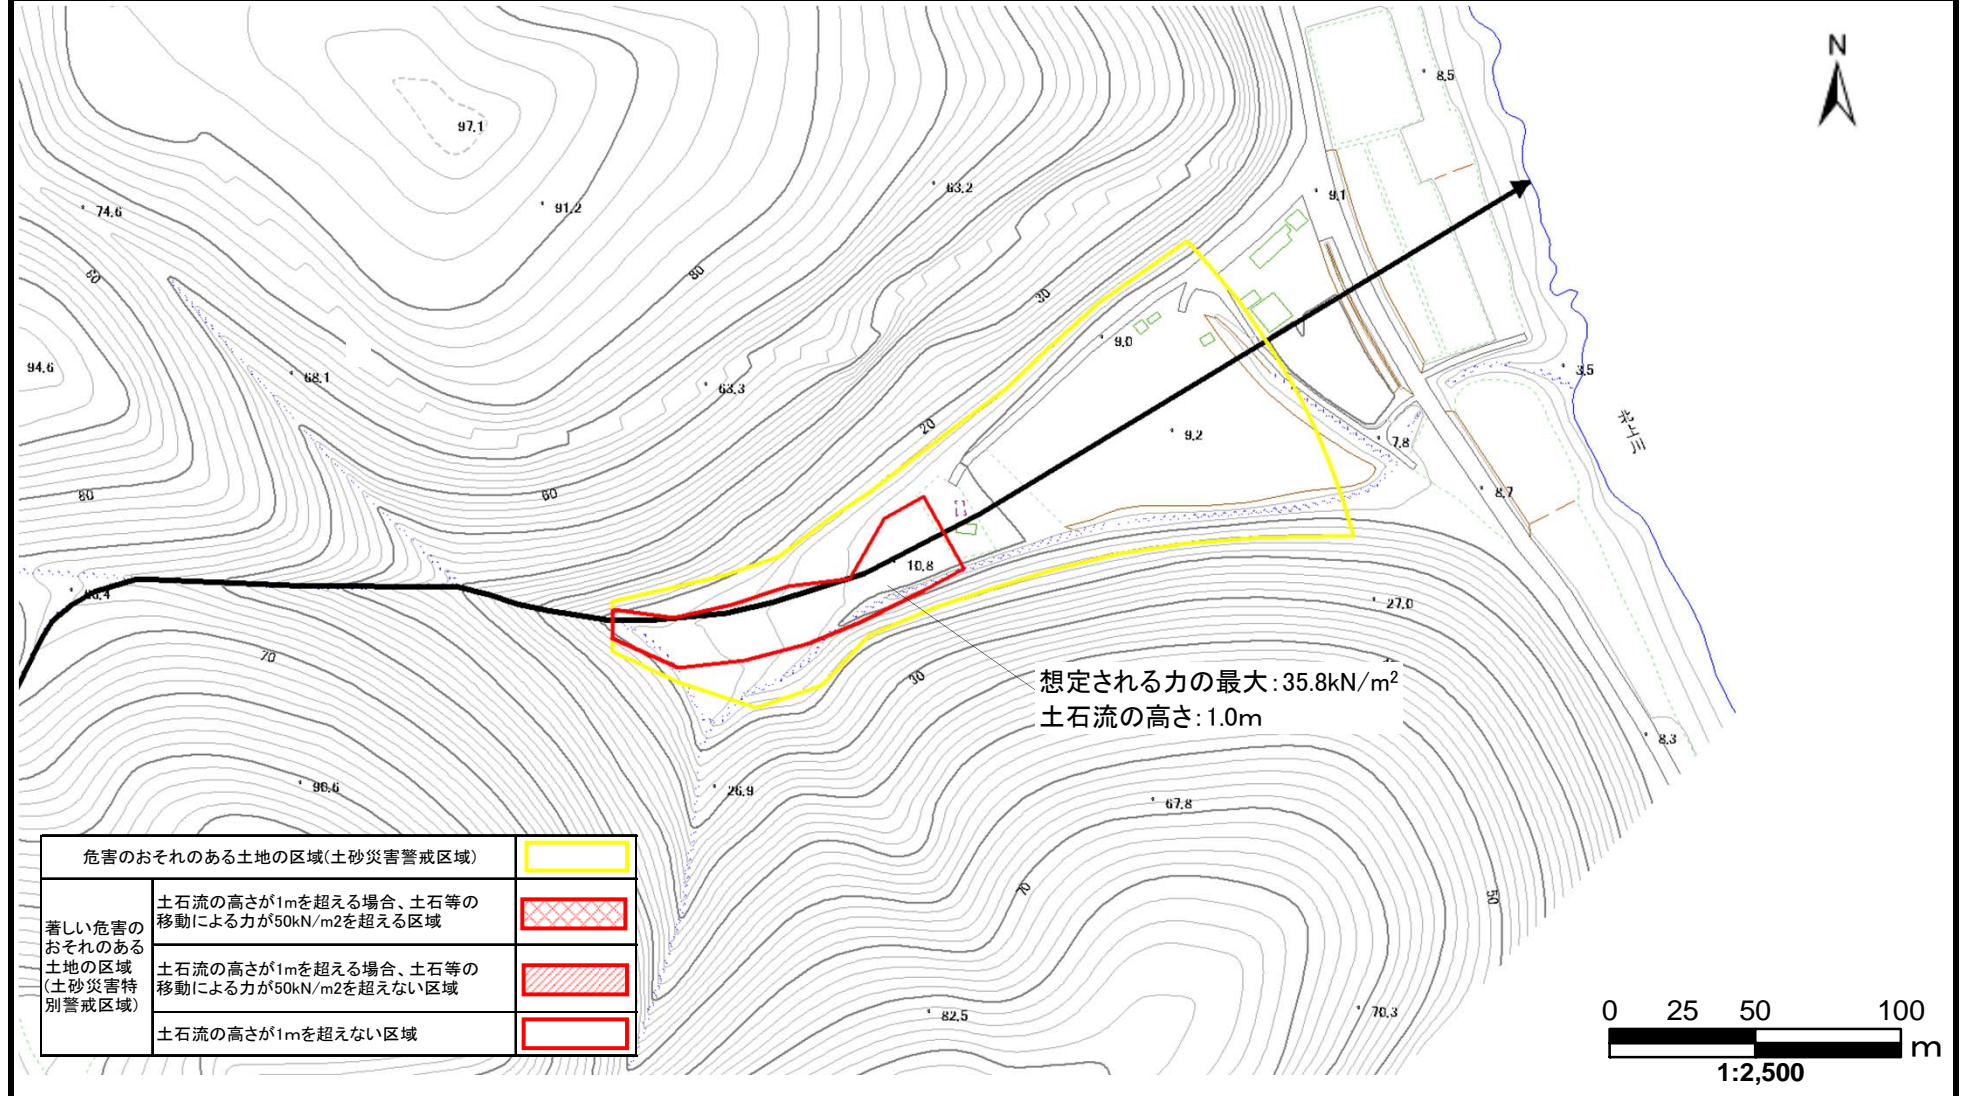 N
97.1
8.5
74.6
91.2
63.2
9.1
60
80
30
94.6
68.1
63.3
9.0
3.5
20
9.2
7.8
80
60
8.7
10.8
27.0
70
30
想定される力の最大：35.8kN/m²
土石流の高さ：1.0m
8.3
90.6
26.9
67.8
70
50
82.5
70.3
危害のおそれのある土地の区域(土砂災害警戒区域)
著しい危害の
おそれのある
土地の区域
(土砂災害特
別警戒区域)
土石流の高さが1mを超える場合、土石等の
移動による力が50kN/m2を超える区域
土石流の高さが1mを超える場合、土石等の
移動による力が50kN/m2を超えない区域
土石流の高さが1mを超えない区域
0 25 50 100
m
1:2,500